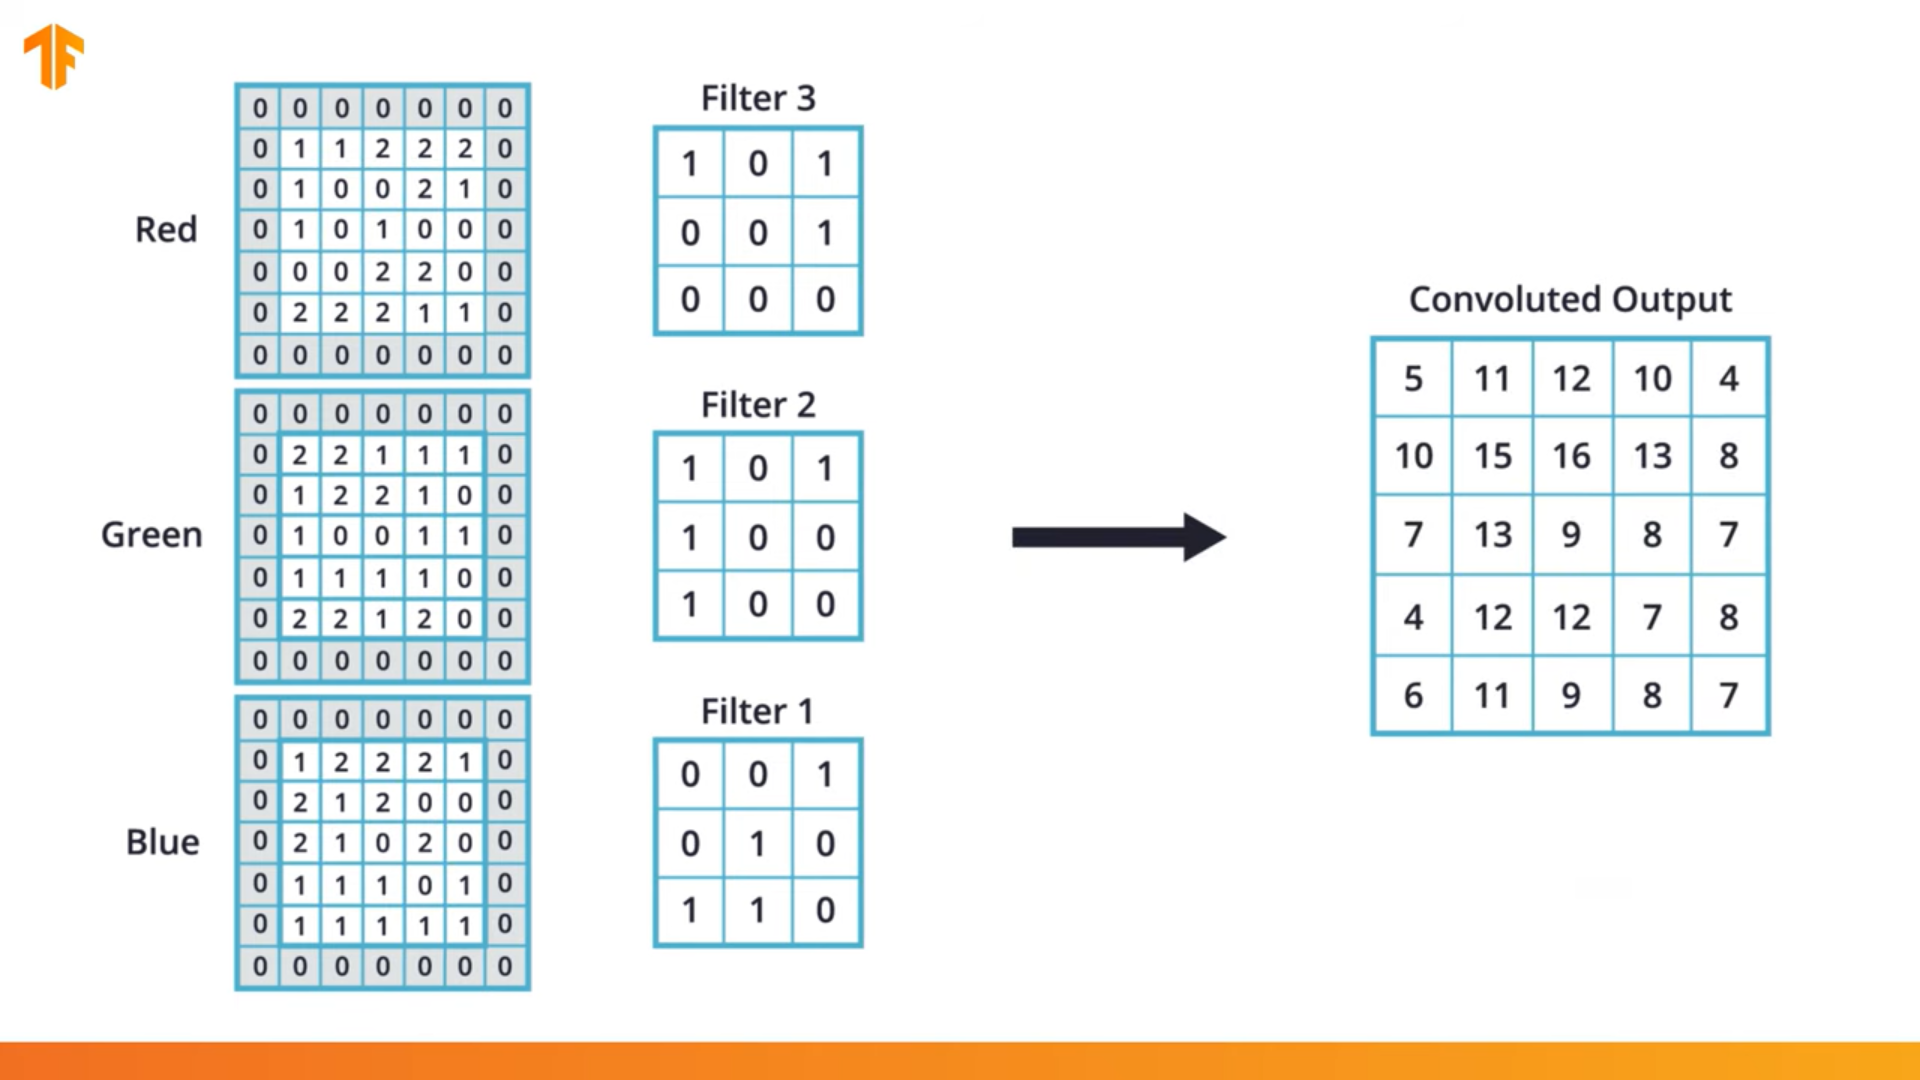 Red
0 0 0 0 0 0 0
0 1 1 2 2 2 0
0 1 0 0 2 1 0
0 1 0 1 0 0 0
0 0 0 2 2 0 0
0 2 2 2 1 1 0
0 0 0 0 0 0 0
Filter 3
1 0 1
0 0 1
0 0 0
Green
0 0 0 0 0 0 0
0 2 2 1 1 1 0
0 1 2 2 1 0 0
0 1 0 0 1 1 0
0 1 1 1 1 0 0
0 2 2 1 2 0 0
0 0 0 0 0 0 0
Filter 2
1 0 1
1 0 0
1 0 0
Blue
0 0 0 0 0 0 0
0 1 2 2 2 1 0
0 2 1 2 0 0 0
0 2 1 0 2 0 0
0 1 1 1 0 1 0
0 1 1 1 1 1 0
0 0 0 0 0 0 0
Filter 1
0 0 1
0 1 0
1 1 0
Convoluted Output
5 11 12 10 4
10 15 16 13 8
7 13 9 8 7
4 12 12 7 8
6 11 9 8 7